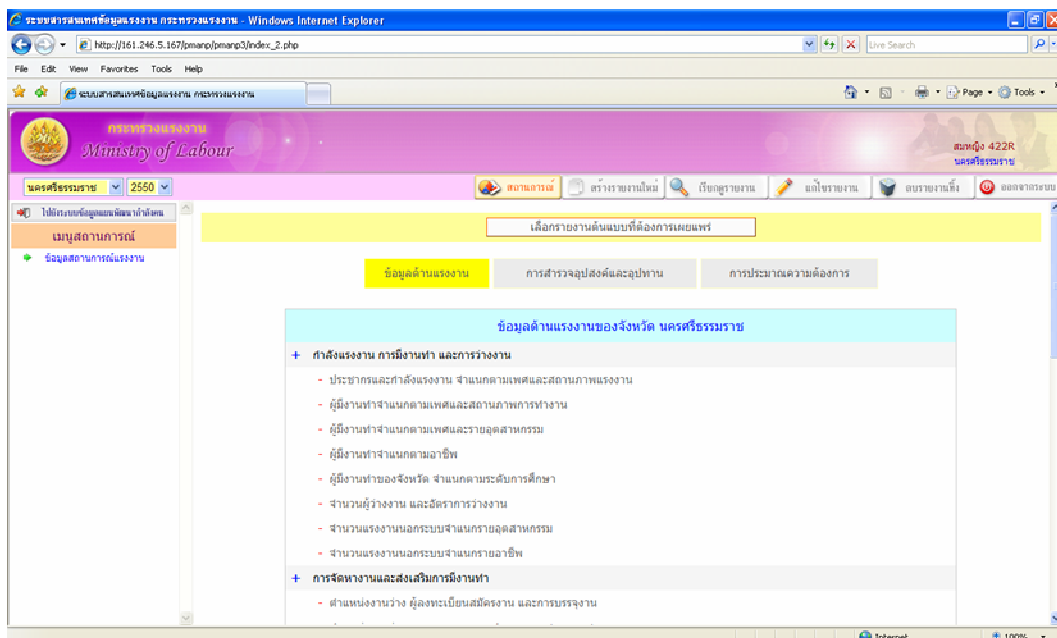 ระบบสารสนเทศข้อมูลแรงงาน กระทรวงแรงงาน - Windows Internet Explorer
http://161.246.5.167/pmanp/pmanp3/index_2.php
Live Search
File Edit View Favorites Tools Help
ระบบสารสนเทศข้อมูลแรงงาน กระทรวงแรงงาน
Page Tools
กระทรวงแรงงาน
Ministry of Labour
สมหญิง 422R
นครศรีธรรมราช
นครศรีธรรมราช 2550 สถานการณ์ สร้างรายงานใหม่ เรียกดูรายงาน แก้ไขรายงาน ลบรายงานทิ้ง ออกจากระบบ
ไปยังระบบข้อมูลแผนพัฒนากำลังคน
เมนูสถานการณ์
ข้อมูลสถานการณ์แรงงาน
เลือกรายงานต้นแบบที่ต้องการเผยแพร่
ข้อมูลด้านแรงงาน การสำรวจอุปสงค์และอุปทาน การประมาณความต้องการ
ข้อมูลด้านแรงงานของจังหวัด นครศรีธรรมราช
+ กำลังแรงงาน การมีงานทำ และการว่างงาน
- ประชากรและกำลังแรงงาน จำแนกตามเพศและสถานภาพแรงงาน
- ผู้มีงานทำจำแนกตามเพศและสถานภาพการทำงาน
- ผู้มีงานทำจำแนกตามเพศและรายอุตสาหกรรม
- ผู้มีงานทำจำแนกตามอาชีพ
- ผู้มีงานทำของจังหวัด จำแนกตามระดับการศึกษา
- จำนวนผู้ว่างงาน และอัตราการว่างงาน
- จำนวนแรงงานนอกระบบจำแนกรายอุตสาหกรรม
- จำนวนแรงงานนอกระบบจำแนกรายอาชีพ
+ การจัดหางานและส่งเสริมการมีงานทำ
- ตำแหน่งงานว่าง ผู้ลงทะเบียนสมัครงาน และการบรรจุงาน
Internet 100%